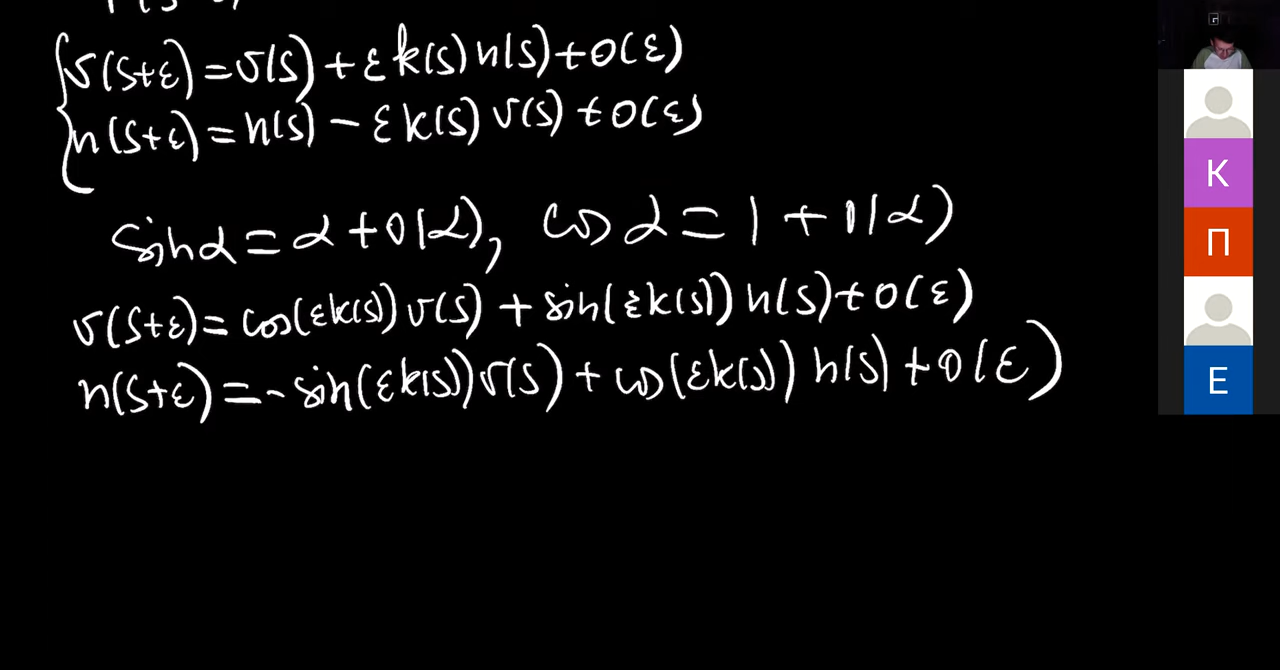 v(s+ε) = v(s) + εk(s)n(s) + o(ε)
n(s+ε) = n(s) − εk(s)v(s) + o(ε)
sin α = α + o(α), cos α = 1 + o(α)
v(s+ε) = cos(εk(s))v(s) + sin(εk(s))n(s) + o(ε)
n(s+ε) = -sin(εk(s))v(s) + cos(εk(s))n(s) + o(ε)
К
П
Е